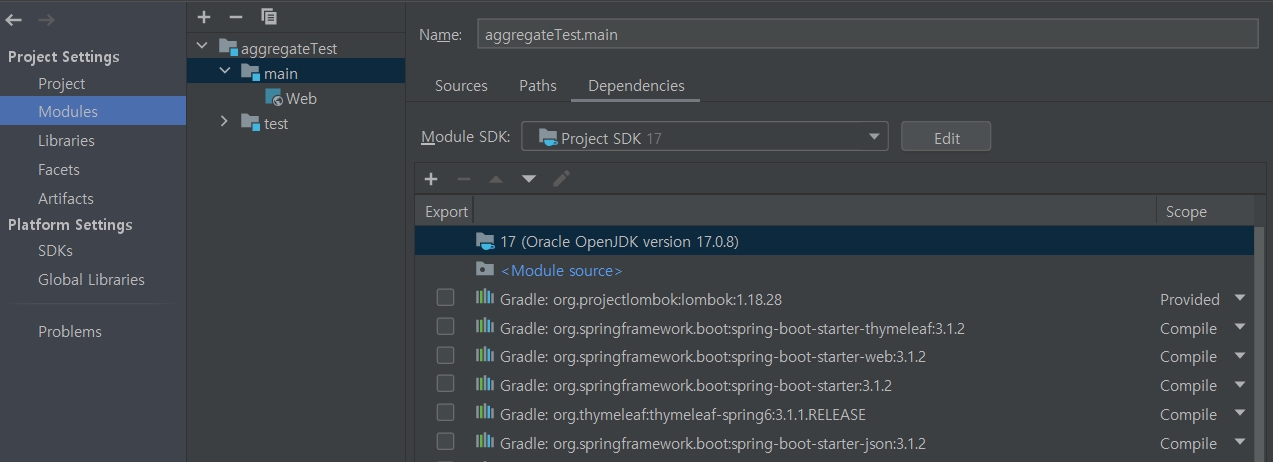 Project Settings
Project
Modules
Libraries
Facets
Artifacts
Platform Settings
SDKs
Global Libraries
Problems
aggregateTest
main
Web
test
Name: aggregateTest.main
Sources Paths Dependencies
Module SDK: Project SDK 17 Edit
Export Scope
17 (Oracle OpenJDK version 17.0.8)
<Module source>
Gradle: org.projectlombok:lombok:1.18.28 Provided
Gradle: org.springframework.boot:spring-boot-starter-thymeleaf:3.1.2 Compile
Gradle: org.springframework.boot:spring-boot-starter-web:3.1.2 Compile
Gradle: org.springframework.boot:spring-boot-starter:3.1.2 Compile
Gradle: org.thymeleaf:thymeleaf-spring6:3.1.1.RELEASE Compile
Gradle: org.springframework.boot:spring-boot-starter-json:3.1.2 Compile